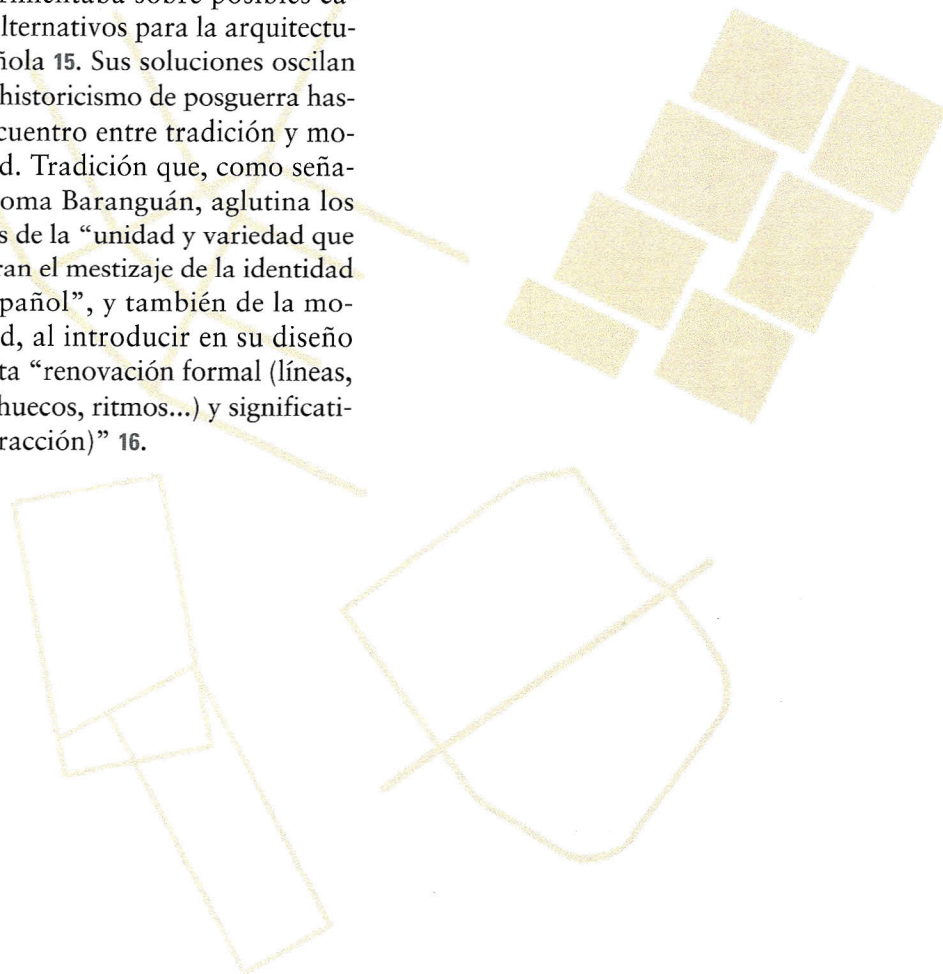 rimentaba sobre posibles ca-
lternativos para la arquitectu-
ñola 15. Sus soluciones oscilan
historicismo de posguerra has-
cuentro entre tradición y mo-
d. Tradición que, como seña-
oma Baranguán, aglutina los
s de la “unidad y variedad que
ran el mestizaje de la identidad
pañol”, y también de la mo-
d, al introducir en su diseño
ta “renovación formal (líneas,
huecos, ritmos...) y significati-
racción)” 16.